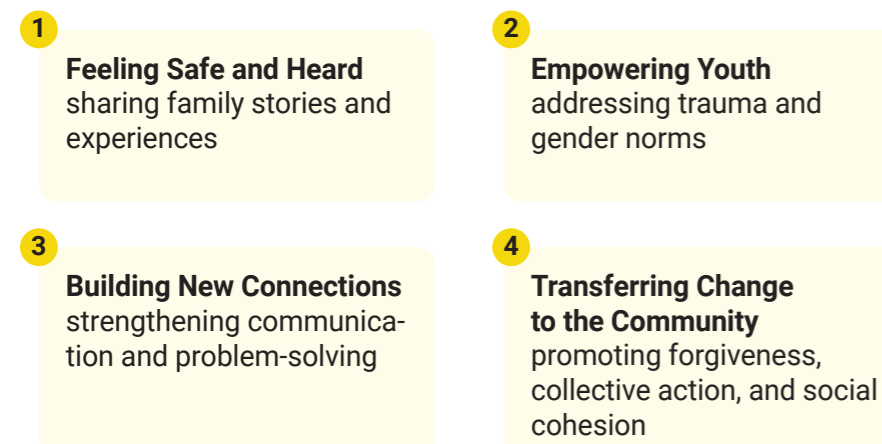 1
Feeling Safe and Heard
sharing family stories and
experiences
2
Empowering Youth
addressing trauma and
gender norms
3
Building New Connections
strengthening communica-
tion and problem-solving
4
Transferring Change
to the Community
promoting forgiveness,
collective action, and social
cohesion